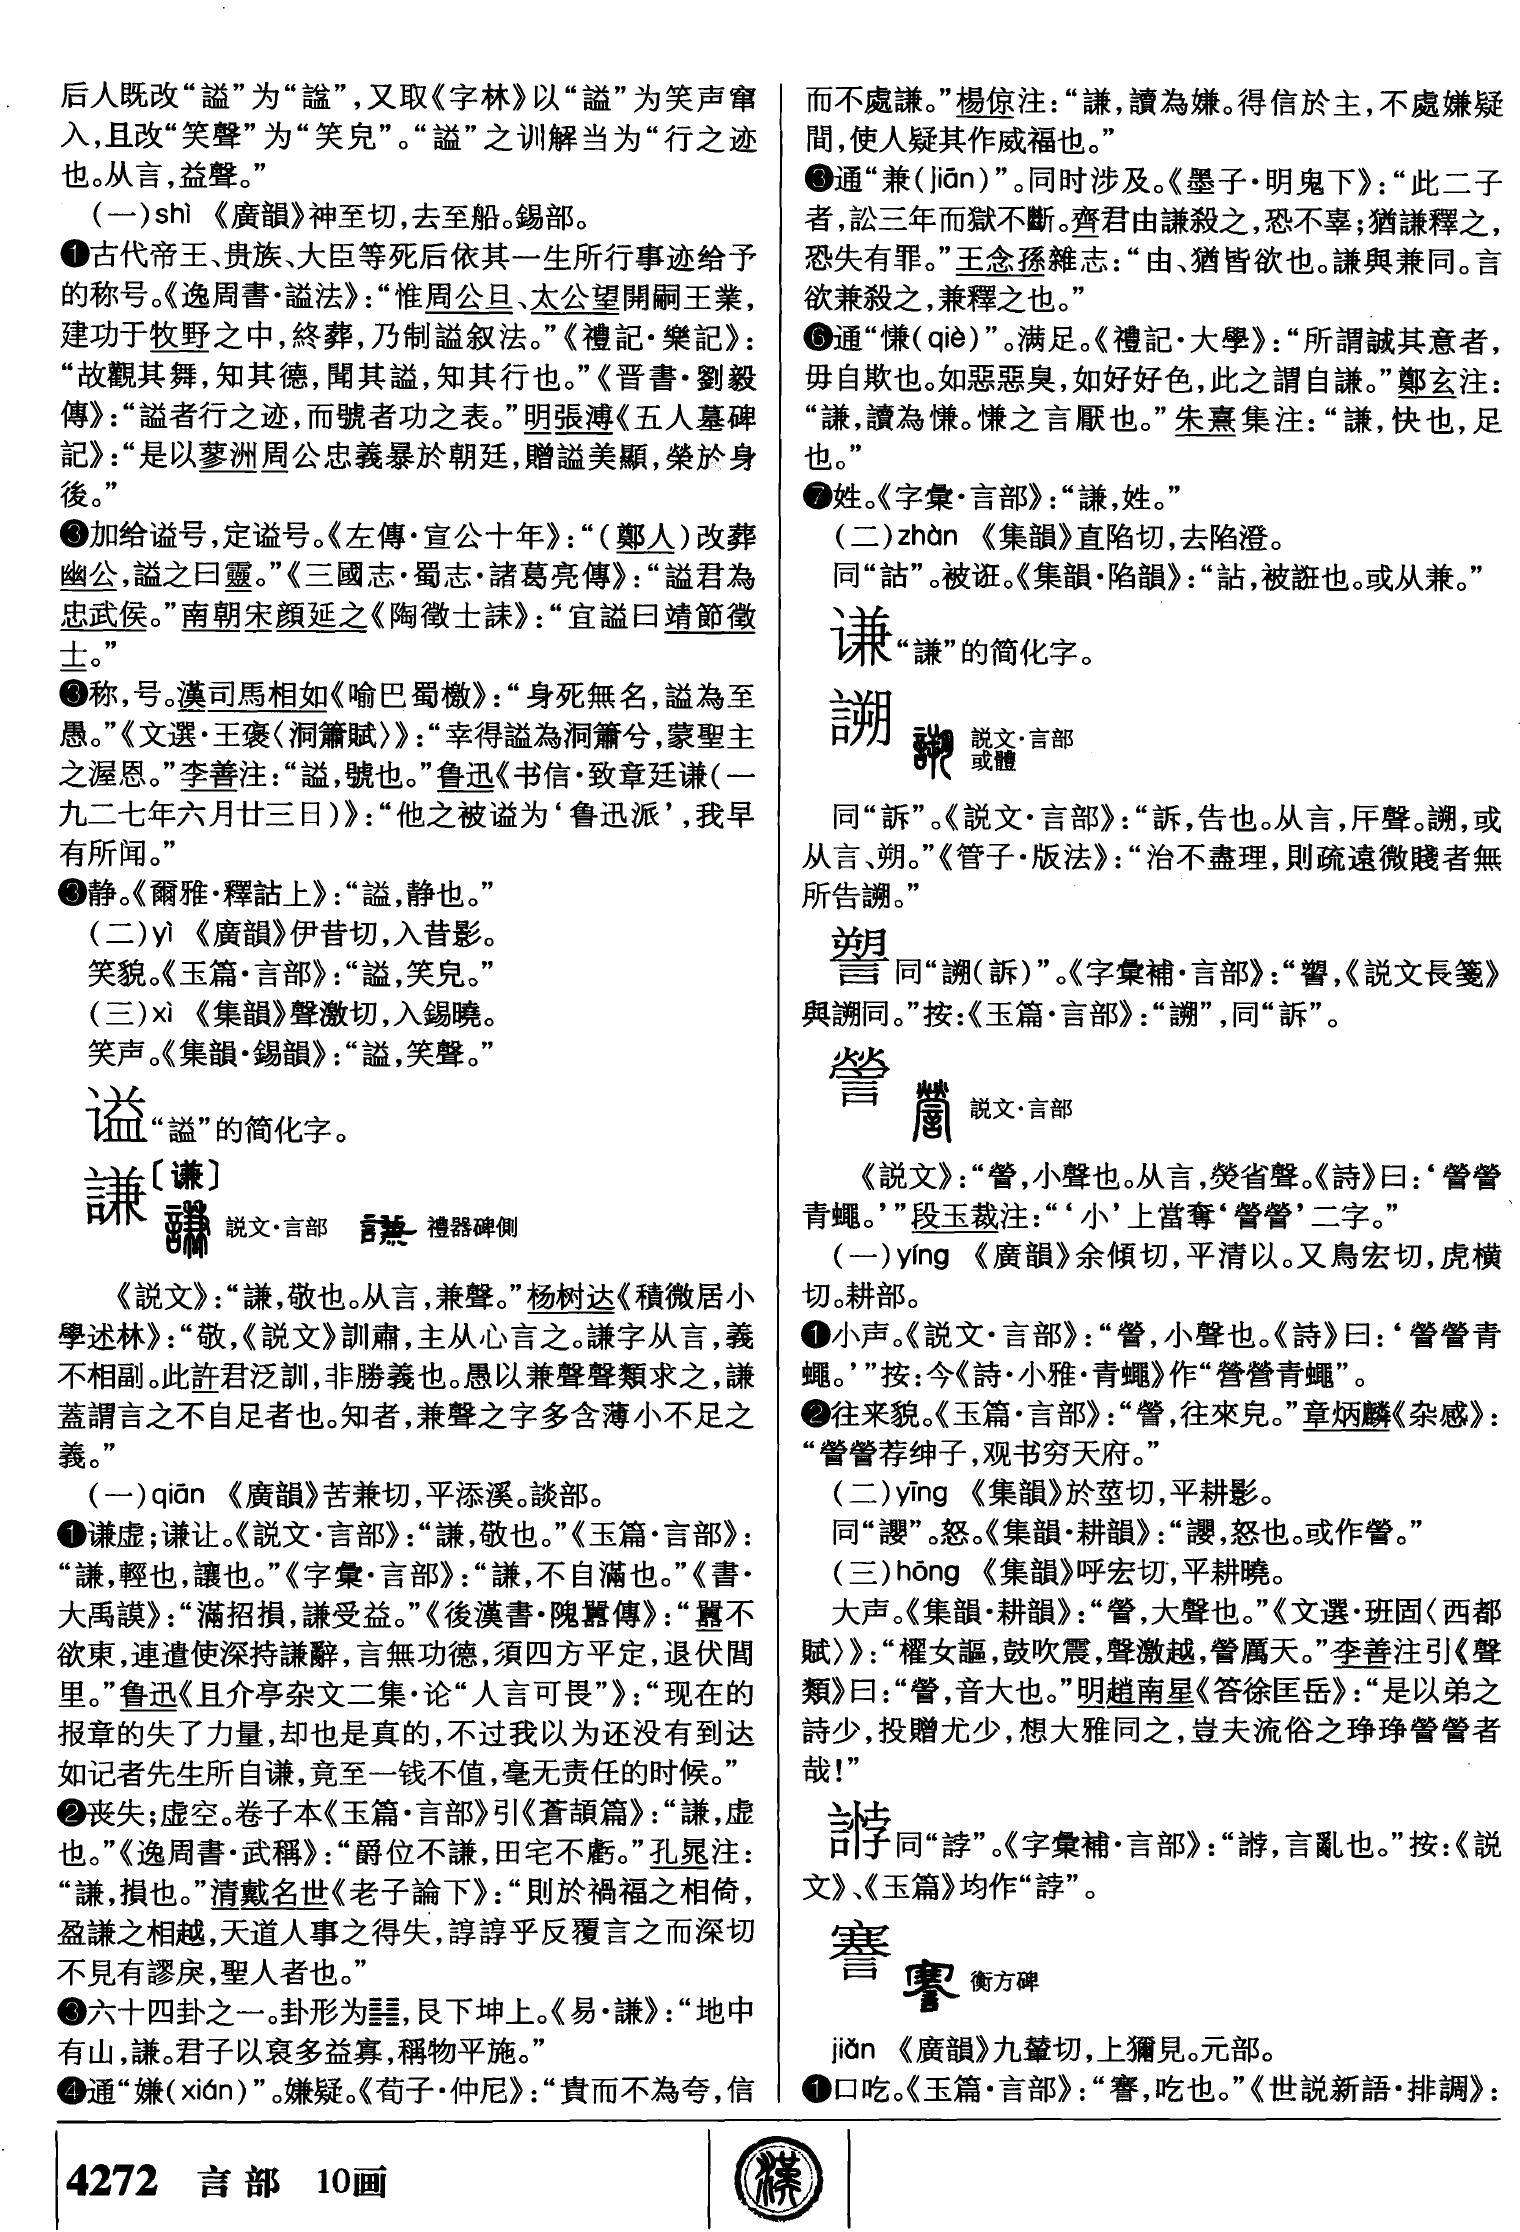 后人既改“謚”为“諡”,又取《字林》以“謚”为笑声窜
入,且改“笑聲”为“笑皃”。“謚”之训解当为“行之迹
也。从言,益聲。”
(一)shì 《廣韻》神至切,去至船。錫部。
❶古代帝王、贵族、大臣等死后依其一生所行事迹给予
的称号。《逸周書·謚法》:“惟周公旦、太公望開嗣王業,
建功于牧野之中,終葬,乃制謚叙法。”《禮記·樂記》:
“故觀其舞,知其德,聞其謚,知其行也。”《晋書·劉毅
傳》:“謚者行之迹,而號者功之表。”明張溥《五人墓碑
記》:“是以蓼洲周公忠義暴於朝廷,贈謚美顯,榮於身
後。”
❸加给谥号,定谥号。《左傳·宣公十年》:“(鄭人)改葬
幽公,謚之曰靈。”《三國志·蜀志·諸葛亮傳》:“謚君為
忠武侯。”南朝宋顔延之《陶徵士誄》:“宜謚曰靖節徵
士。”
❸称,号。漢司馬相如《喻巴蜀檄》:“身死無名,謚為至
愚。”《文選·王褒〈洞簫賦〉》:“幸得謚為洞簫兮,蒙聖主
之渥恩。”李善注:“謚,號也。”鲁迅《书信·致章廷谦(一
九二七年六月廿三日)》:“他之被谥为‘鲁迅派’,我早
有所闻。”
❸静。《爾雅·釋詁上》:“謚,静也。”
(二)yì 《廣韻》伊昔切,入昔影。
笑貌。《玉篇·言部》:“謚,笑皃。”
(三)xì 《集韻》聲激切,入錫曉。
笑声。《集韻·錫韻》:“謚,笑聲。”
谥“謚”的简化字。
謙〔谦〕
説文·言部 禮器碑側
《説文》:“謙,敬也。从言,兼聲。”杨树达《積微居小
學述林》:“敬,《説文》訓肅,主从心言之。謙字从言,義
不相副。此許君泛訓,非勝義也。愚以兼聲聲類求之,謙
蓋謂言之不自足者也。知者,兼聲之字多含薄小不足之
義。”
(一)qiān 《廣韻》苦兼切,平添溪。談部。
❶谦虚;谦让。《説文·言部》:“謙,敬也。”《玉篇·言部》:
“謙,輕也,讓也。”《字彙·言部》:“謙,不自滿也。”《書·
大禹謨》:“滿招損,謙受益。”《後漢書·隗囂傳》:“囂不
欲東,連遣使深持謙辭,言無功德,須四方平定,退伏閭
里。”鲁迅《且介亭杂文二集·论“人言可畏”》:“现在的
报章的失了力量,却也是真的,不过我以为还没有到达
如记者先生所自谦,竟至一钱不值,毫无责任的时候。”
❷丧失;虚空。卷子本《玉篇·言部》引《蒼頡篇》:“謙,虚
也。”《逸周書·武稱》:“爵位不謙,田宅不虧。”孔晁注:
“謙,損也。”清戴名世《老子論下》:“則於禍福之相倚,
盈謙之相越,天道人事之得失,諄諄乎反覆言之而深切
不見有謬戾,聖人者也。”
❸六十四卦之一。卦形为䷎,艮下坤上。《易·謙》:“地中
有山,謙。君子以裒多益寡,稱物平施。”
❹通“嫌(xián)”。嫌疑。《荀子·仲尼》:“貴而不為夸,信
而不處謙。”楊倞注:“謙,讀為嫌。得信於主,不處嫌疑
間,使人疑其作威福也。”
❸通“兼(jiān)”。同时涉及。《墨子·明鬼下》:“此二子
者,訟三年而獄不斷。齊君由謙殺之,恐不辜;猶謙釋之,
恐失有罪。”王念孫雜志:“由、猶皆欲也。謙與兼同。言
欲兼殺之,兼釋之也。”
❻通“慊(qiè)”。满足。《禮記·大學》:“所謂誠其意者,
毋自欺也。如惡惡臭,如好好色,此之謂自謙。”鄭玄注:
“謙,讀為慊。慊之言厭也。”朱熹集注:“謙,快也,足
也。”
❼姓。《字彙·言部》:“謙,姓。”
(二)zhàn 《集韻》直陷切,去陷澄。
同“詀”。被诳。《集韻·陷韻》:“詀,被誑也。或从兼。”
谦“謙”的简化字。
謿 説文·言部
或體
同“訴”。《説文·言部》:“訴,告也。从言,厈聲。謿,或
从言、朔。”《管子·版法》:“治不盡理,則疏遠微賤者無
所告謿。”
同“謿(訴)”。《字彙補·言部》:“,《説文長箋》
與謿同。”按:《玉篇·言部》:“謿”,同“訴”。
謍 説文·言部
《説文》:“謍,小聲也。从言,熒省聲。《詩》曰:‘謍謍
青蠅。’”段玉裁注:“‘小’上當奪‘謍謍’二字。”
(一)yíng 《廣韻》余傾切,平清以。又鳥宏切,虎横
切。耕部。
❶小声。《説文·言部》:“謍,小聲也。《詩》曰:‘謍謍青
蠅。’”按:今《詩·小雅·青蠅》作“營營青蠅”。
❷往来貌。《玉篇·言部》:“謍,往來皃。”章炳麟《杂感》:
“謍謍荐绅子,观书穷天府。”
(二)yīng 《集韻》於莖切,平耕影。
同“譻”。怒。《集韻·耕韻》:“譻,怒也。或作謍。”
(三)hōng 《集韻》呼宏切,平耕曉。
大声。《集韻·耕韻》:“謍,大聲也。”《文選·班固〈西都
賦〉》:“櫂女謳,鼓吹震,聲激越,謍厲天。”李善注引《聲
類》曰:“謍,音大也。”明趙南星《答徐匡岳》:“是以弟之
詩少,投贈尤少,想大雅同之,豈夫流俗之琤琤謍謍者
哉!”
同“誖”。《字彙補·言部》:“,言亂也。”按:《説
文》、《玉篇》均作“誖”。
謇 衡方碑
jiǎn 《廣韻》九輦切,上獮見。元部。
❶口吃。《玉篇·言部》:“謇,吃也。”《世説新語·排調》:
4272 言部 10画
漢